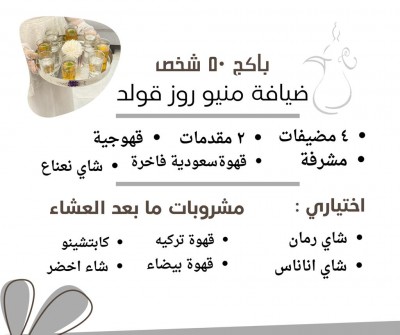 باكج ٥٠ شخص
ضيافة منيو روز قولد
• ٤ مضيفات • ٢ مقدمات • قهوجية
• مشرفة • قهوةسعودية فاخرة • شاي نعناع
اختياري :
• شاي رمان
• شاي اناناس
مشروبات ما بعد العشاء
• قهوة تركيه • كابتشينو
• قهوة بيضاء • شاء اخضر